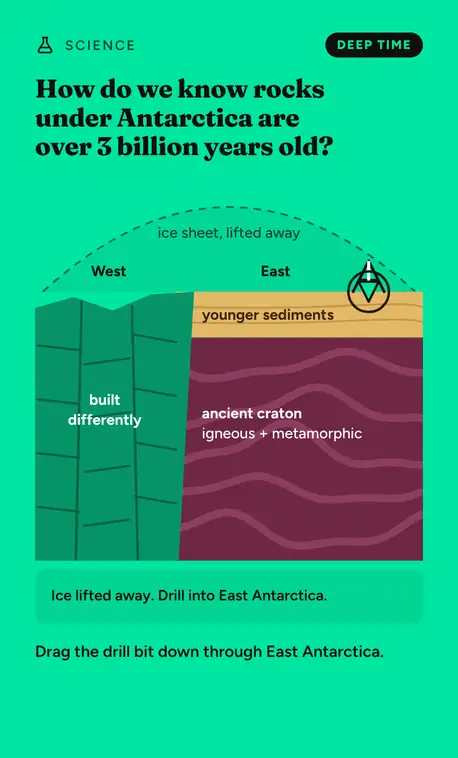 SCIENCE
DEEP TIME
How do we know rocks
under Antarctica are
over 3 billion years old?
ice sheet, lifted away
West
East
younger sediments
built
differently
ancient craton
igneous + metamorphic
Ice lifted away. Drill into East Antarctica.
Drag the drill bit down through East Antarctica.